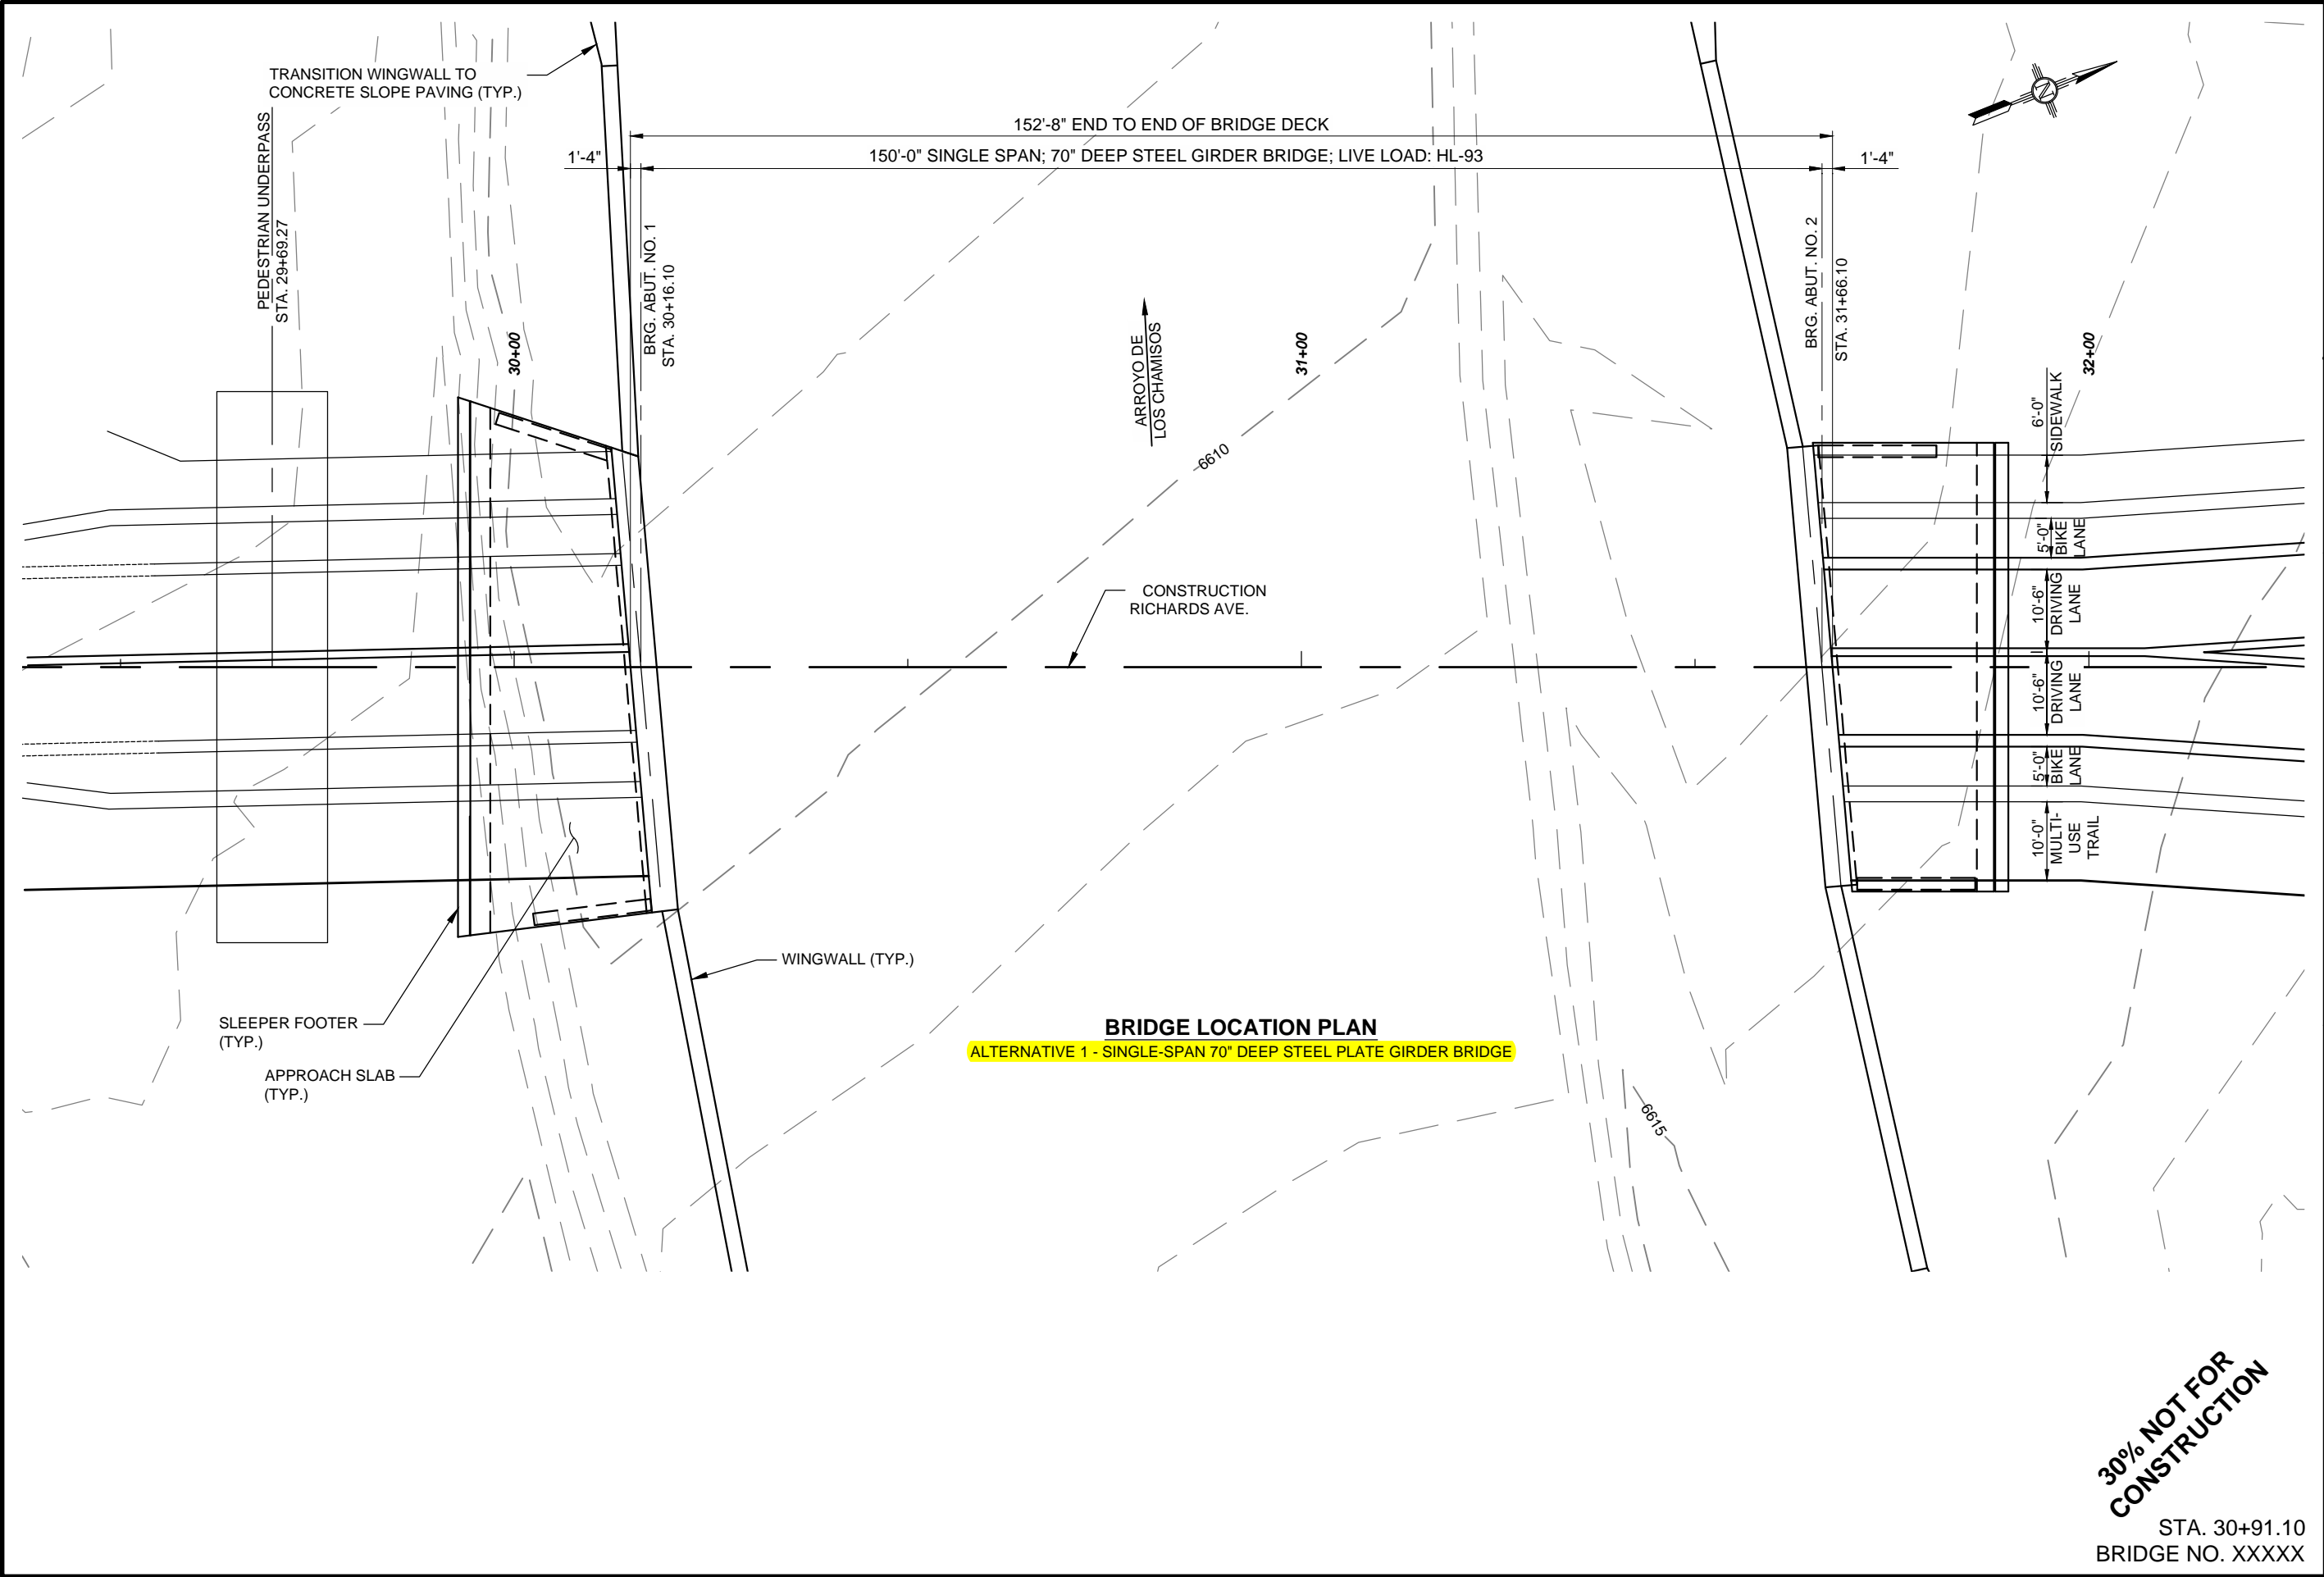 TRANSITION WINGWALL TO
CONCRETE SLOPE PAVING (TYP.)
PEDESTRIAN UNDERPASS
STA. 29+69.27
152'-8" END TO END OF BRIDGE DECK
1'-4"
150'-0" SINGLE SPAN; 70" DEEP STEEL GIRDER BRIDGE; LIVE LOAD: HL-93
1'-4"
N
BRG. ABUT. NO. 1
STA. 30+16.10
BRG. ABUT. NO. 2
STA. 31+66.10
30+00
31+00
32+00
ARROYO DE
LOS CHAMISOS
6610
6'-0"
SIDEWALK
5'-0"
BIKE
LANE
10'-6"
DRIVING
LANE
10'-6"
DRIVING
LANE
5'-0"
BIKE
LANE
10'-0"
MULTI-
USE
TRAIL
CONSTRUCTION
RICHARDS AVE.
WINGWALL (TYP.)
SLEEPER FOOTER
(TYP.)
APPROACH SLAB
(TYP.)
BRIDGE LOCATION PLAN
ALTERNATIVE 1 - SINGLE-SPAN 70" DEEP STEEL PLATE GIRDER BRIDGE
6615
30% NOT FOR
CONSTRUCTION
STA. 30+91.10
BRIDGE NO. XXXXX